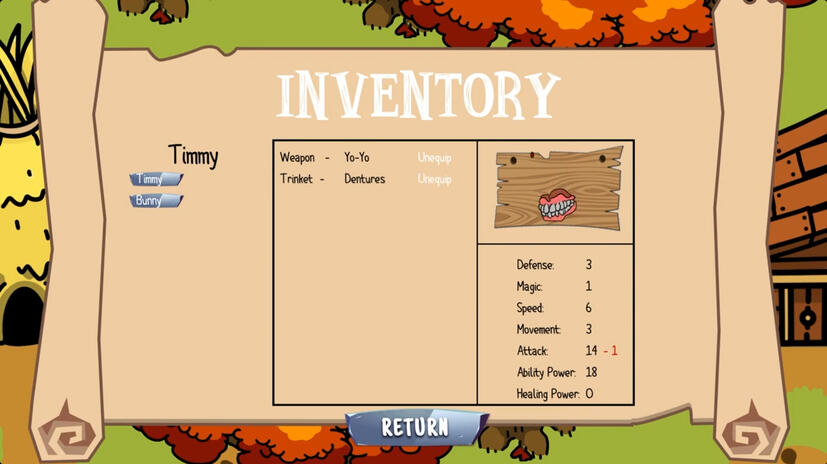 INVENTORY
Timmy
Timmy
Bunny
Weapon - Yo-Yo Unequip
Trinket - Dentures Unequip
Defense: 3
Magic: 1
Speed: 6
Movement: 3
Attack: 14 - 1
Ability Power: 18
Healing Power: 0
RETURN